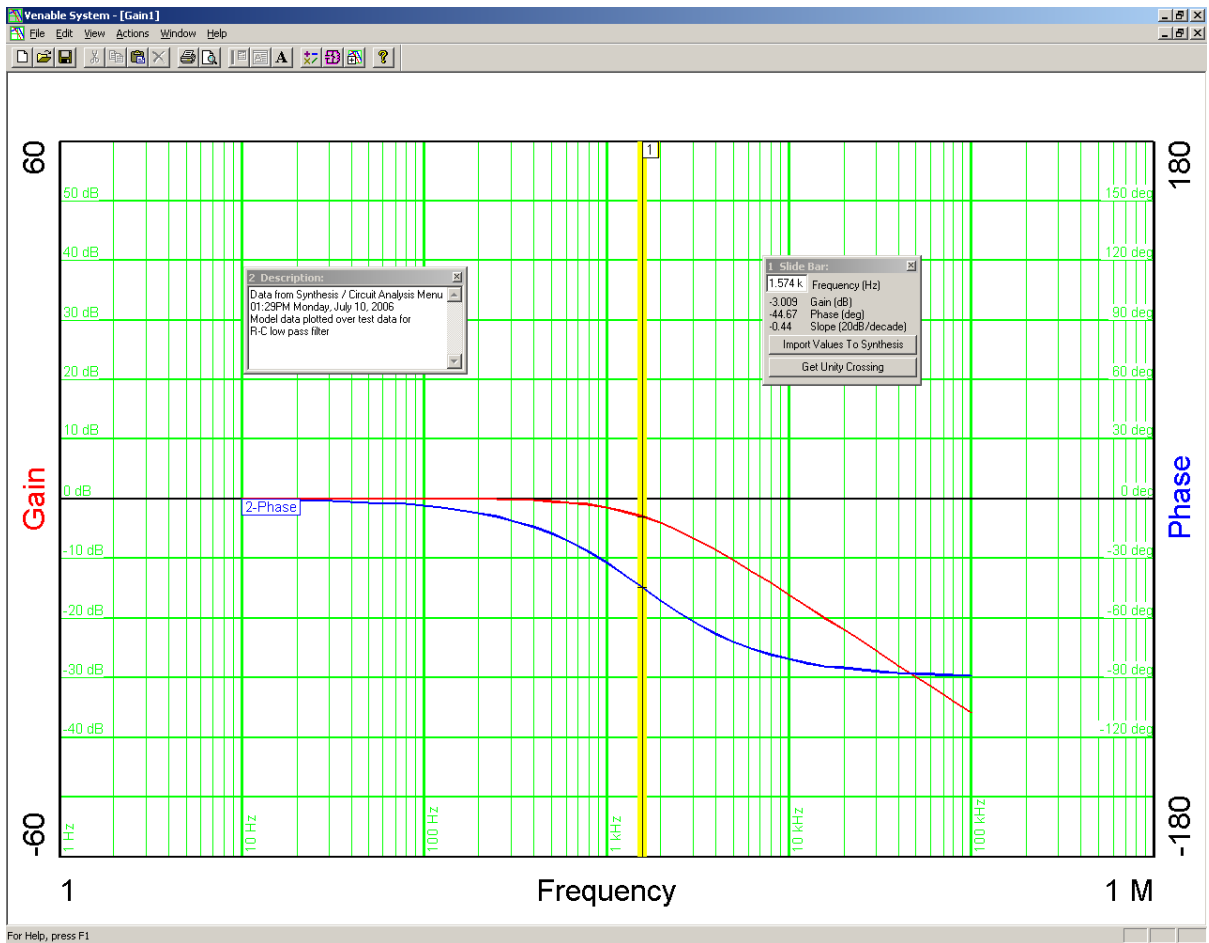 Venable System - [Gain1]
File Edit View Actions Window Help
A ?
60
180
1
50 dB
150 deg
40 dB
120 deg
2 Description:
Data from Synthesis / Circuit Analysis Menu
01:29PM Monday, July 10, 2006
Model data plotted over test data for
R-C low pass filter
1 Slide Bar:
1.574 k Frequency (Hz)
-3.009 Gain (dB)
-44.67 Phase (deg)
-0.44 Slope (20dB/decade)
Import Values To Synthesis
Get Unity Crossing
30 dB
90 deg
20 dB
60 deg
10 dB
30 deg
Gain
Phase
0 dB
0 deg
2-Phase
-10 dB
-30 deg
-20 dB
-60 deg
-30 dB
-90 deg
-40 dB
-120 deg
-60
-180
1 Hz
10 Hz
100 Hz
1 kHz
10 kHz
100 kHz
1 Frequency 1 M
For Help, press F1